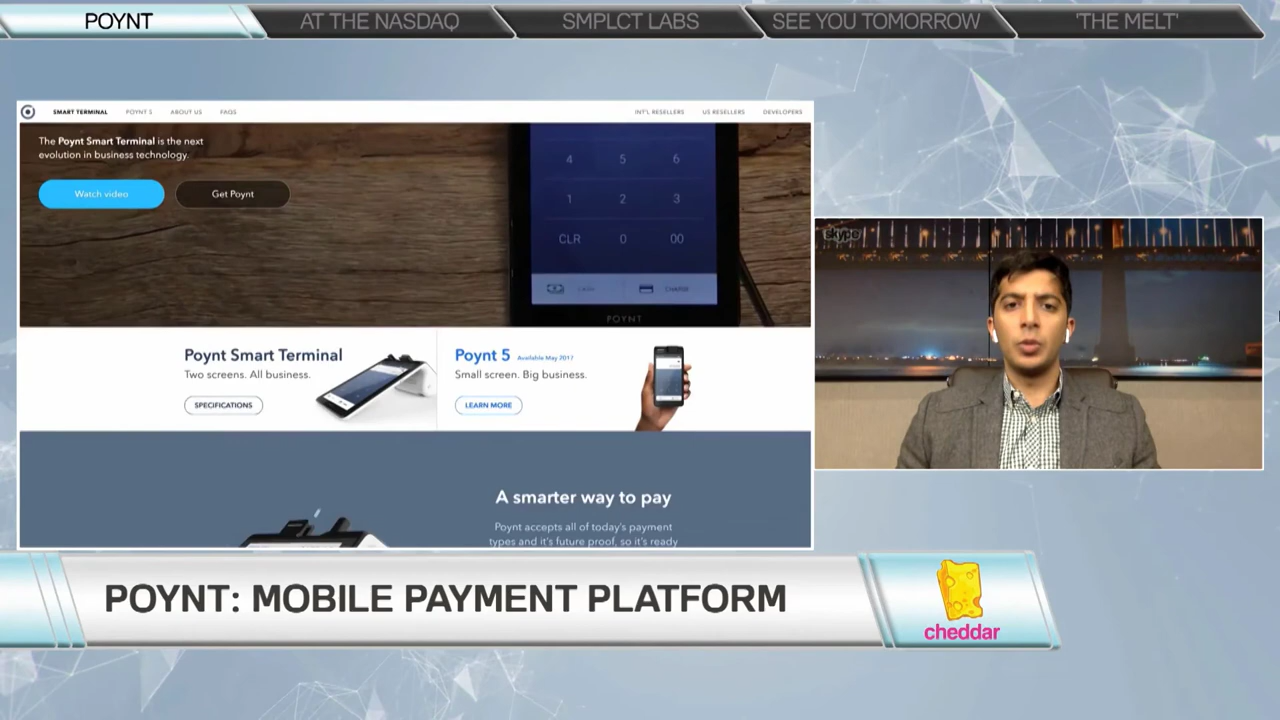 POYNT
AT THE NASDAQ
SMPLCT LABS
SEE YOU TOMORROW
'THE MELT'
SMART TERMINAL
POYNT 5
ABOUT US
FAQS
INT'L RESELLERS
US RESELLERS
DEVELOPERS
The Poynt Smart Terminal is the next
evolution in business technology.
Watch video
Get Poynt
4 5 6
1 2 3
CLR 0 00
CASH
CHARGE
POYNT
skype
Poynt Smart Terminal
Two screens. All business.
SPECIFICATIONS
Poynt 5 Available May 2017
Small screen. Big business.
LEARN MORE
A smarter way to pay
Poynt accepts all of today's payment
types and it's future proof, so it's ready
POYNT: MOBILE PAYMENT PLATFORM
cheddar